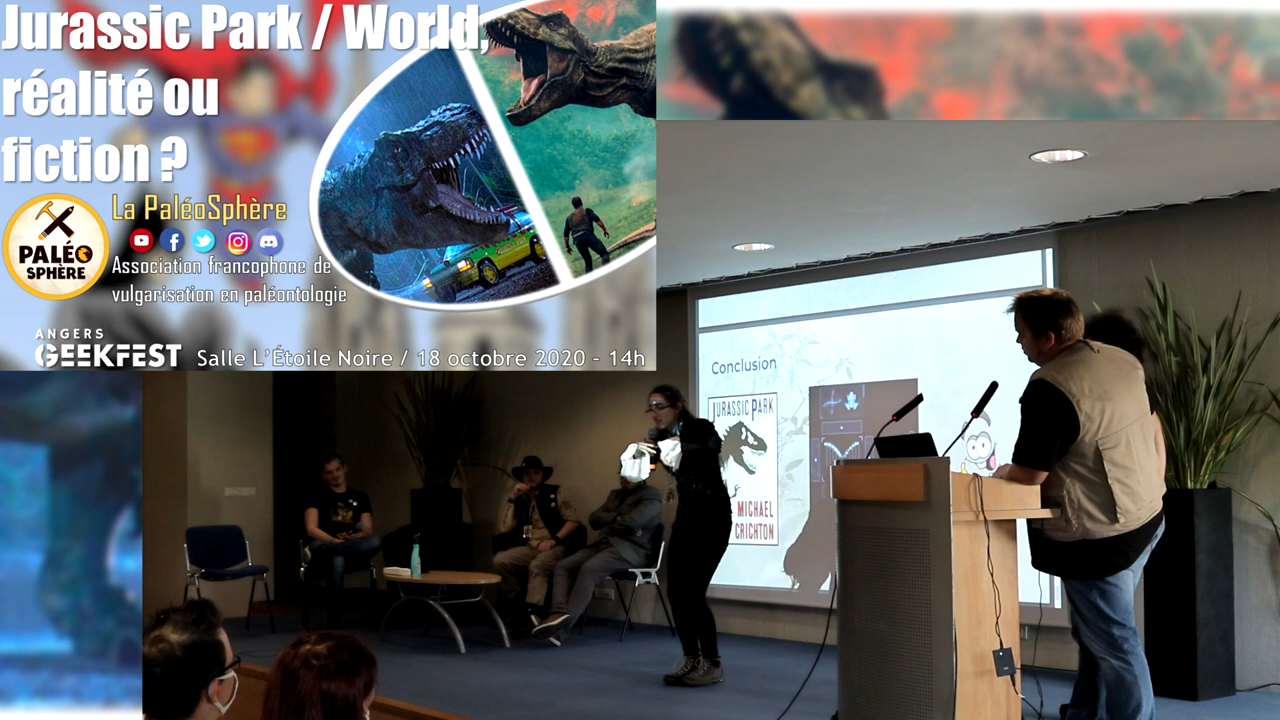 Jurassic Park / World,
réalité ou
fiction ?
PALÉO
SPHÈRE
La PaléoSphère
Association francophone de
vulgarisation en paléontologie
ANGERS
GEEKFEST
Salle L'Étoile Noire / 18 octobre 2020 - 14h
Conclusion
JURASSIC PARK
MICHAEL
CRICHTON